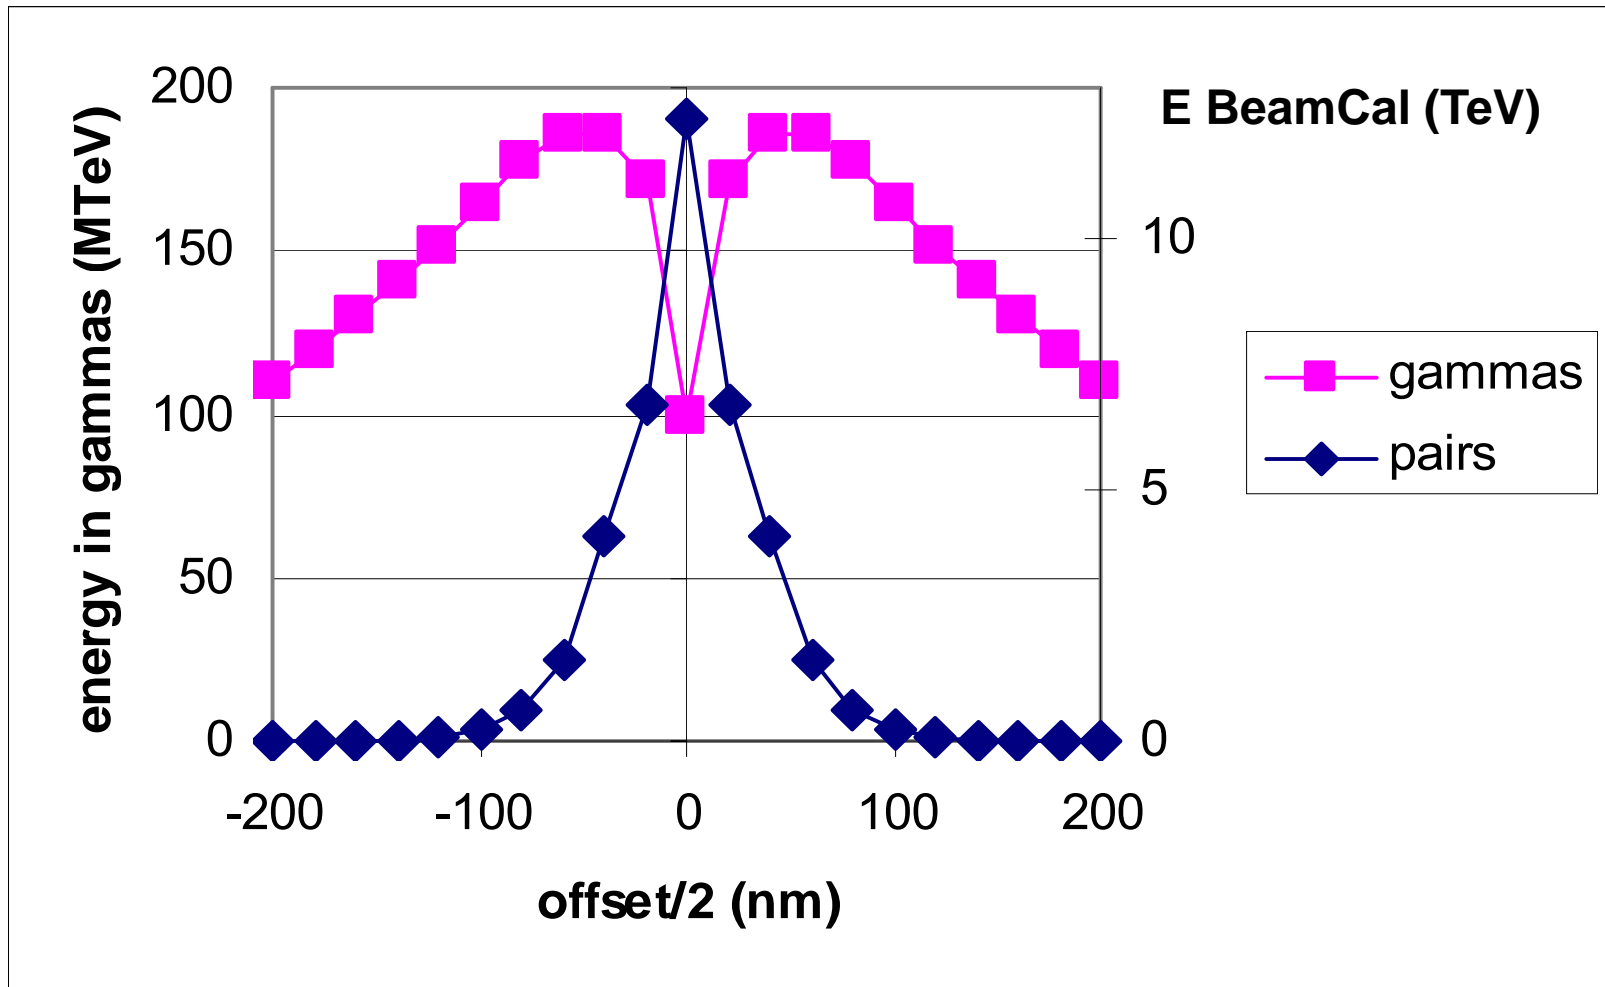 200
150
100
50
0
energy in gammas (MTeV)
E BeamCal (TeV)
10
5
0
gammas
pairs
-200 -100 0 100 200
offset/2 (nm)